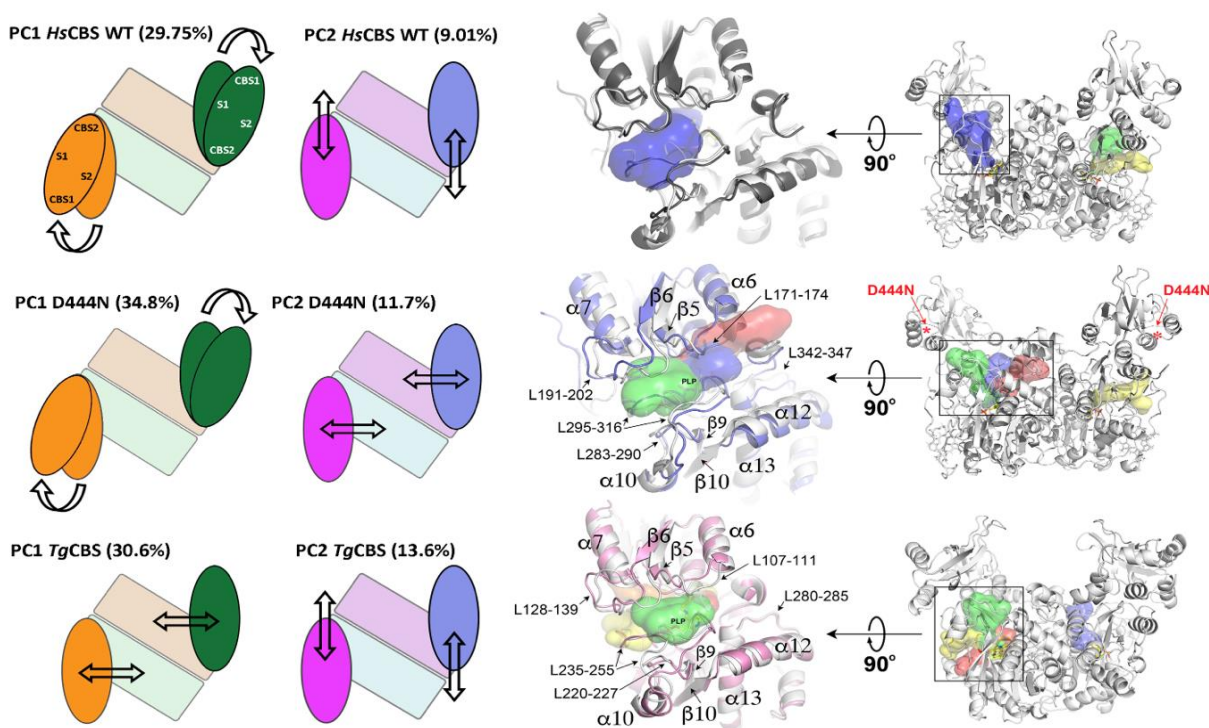 PC1 HsCBS WT (29.75%)
PC2 HsCBS WT (9.01%)
CBS1
S1
S2
CBS2
CBS2
S1
S2
CBS1
90°
PC1 D444N (34.8%)
PC2 D444N (11.7%)
α7
β6
β5
α6
L171-174
L342-347
L191-202
PLP
L295-316
β9
α12
L283-290
α10
β10
α13
D444N
D444N
*
*
90°
PC1 TgCBS (30.6%)
PC2 TgCBS (13.6%)
α7
β6
β5
α6
L107-111
L128-139
L280-285
PLP
L235-255
β9
α12
L220-227
α10
β10
α13
90°